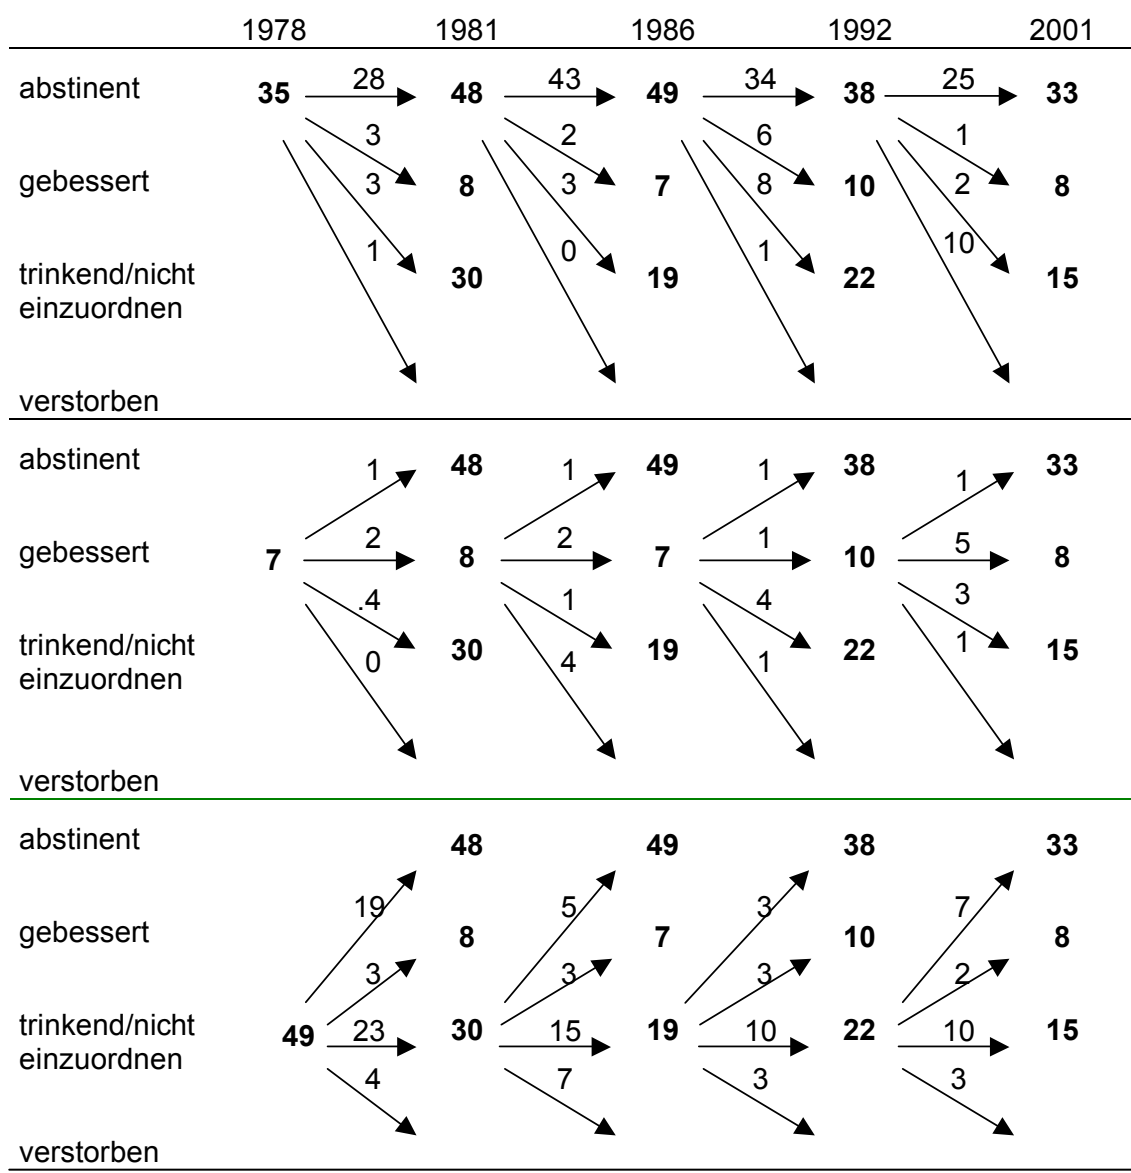 1978 1981 1986 1992 2001
abstinent 35 28 48 43 49 34 38 25 33
3 2 6 1
gebessert 3 8 3 7 8 10 2 8
1 0 1 10
trinkend/nicht 30 19 22 15
einzuordnen
verstorben
abstinent 1 48 1 49 1 38 1 33
gebessert 7 2 8 2 7 1 10 5 8
.4 1 4 3
trinkend/nicht 0 30 4 19 1 22 1 15
einzuordnen
verstorben
abstinent 48 49 38 33
19 5 3 7
gebessert 8 7 10 8
3 3 3 2
trinkend/nicht 49 23 30 15 19 10 22 10 15
einzuordnen
4 7 3 3
verstorben